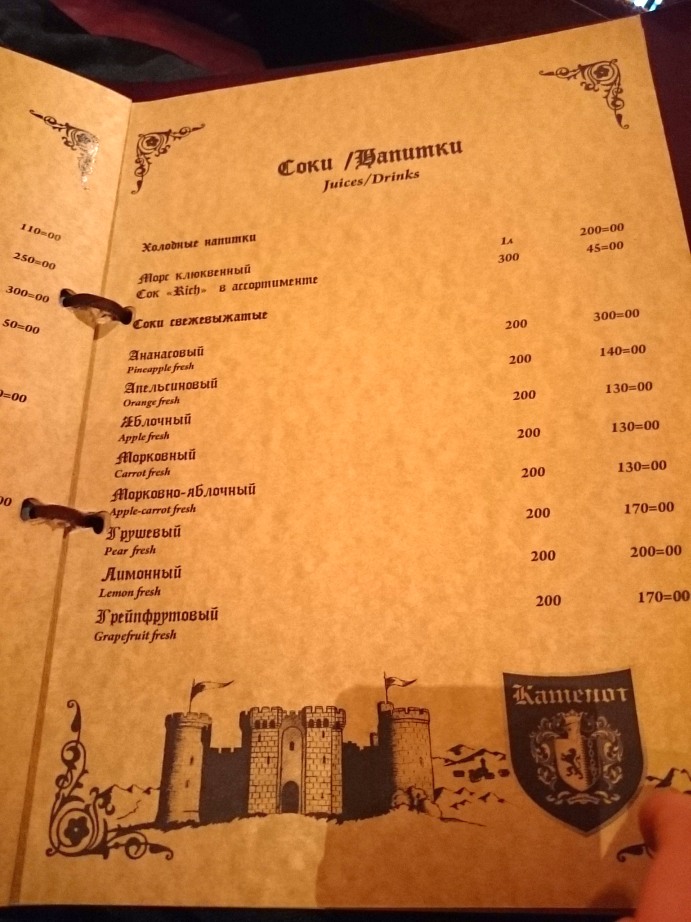 110=00
250=00
300=00
50=00
Соки /Напитки
Juices/Drinks
Холодные напитки
Морс клюквенный 1л 200=00
Сок «Rich» в ассортименте 300 45=00
Соки свежевыжатые
Ананасовый 200 300=00
Pineapple fresh
Апельсиновый 200 140=00
Orange fresh
Яблочный 200 130=00
Apple fresh
Морковный 200 130=00
Carrot fresh
Морковно-яблочный 200 130=00
Apple-carrot fresh
Грушевый 200 170=00
Pear fresh
Лимонный 200 200=00
Lemon fresh
Грейпфрутовый 200 170=00
Grapefruit fresh
Камелот